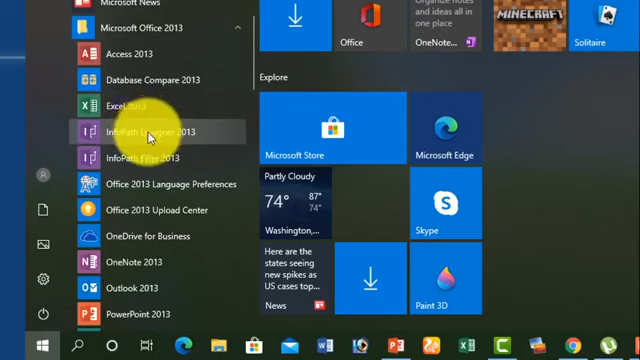 Microsoft News
Microsoft Office 2013
Access 2013
Database Compare 2013
Excel 2013
InfoPath Designer 2013
InfoPath Filler 2013
Office 2013 Language Preferences
Office 2013 Upload Center
OneDrive for Business
OneNote 2013
Outlook 2013
PowerPoint 2013
Office
Organize notes
and ideas all in
one place
OneNote...
MINECRAFT
Solitaire
Explore
Microsoft Store
Microsoft Edge
Partly Cloudy
74°
87°
74°
Washington,...
Skype
Here are the
states seeing
new spikes as
US cases top...
News
Paint 3D